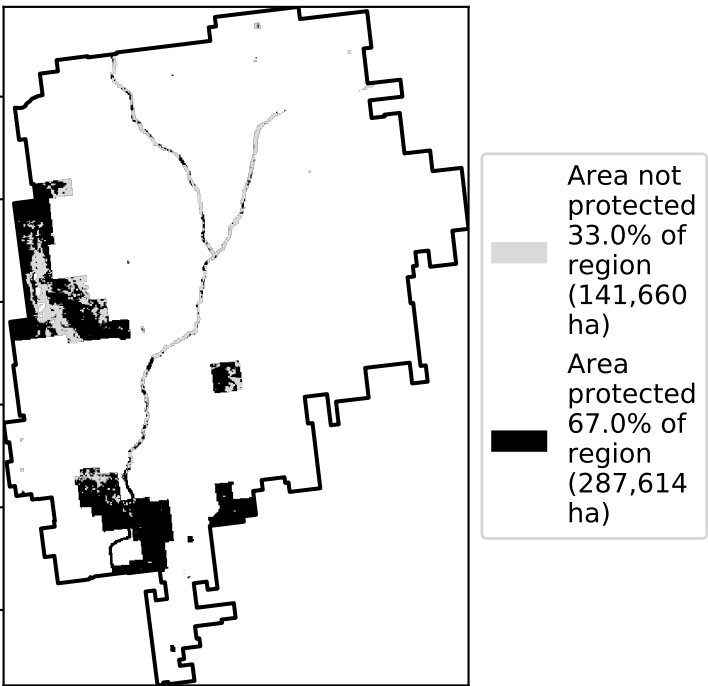 Area not
protected
33.0% of
region
(141,660
ha)
Area
protected
67.0% of
region
(287,614
ha)